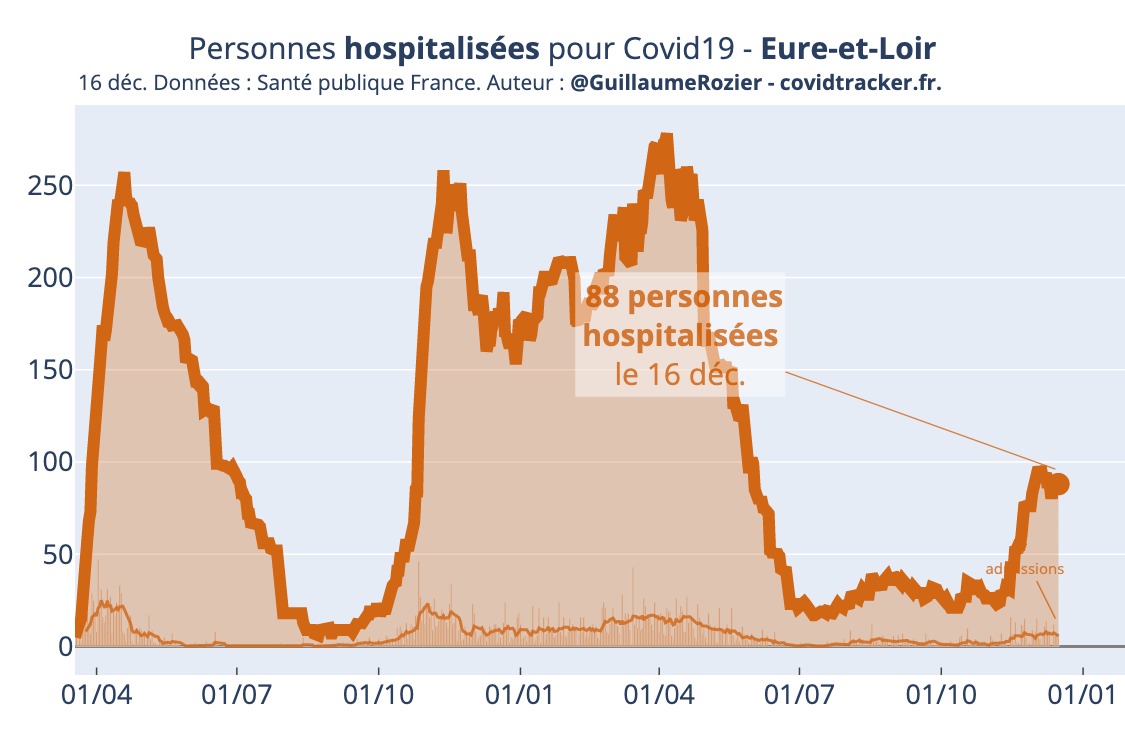 Personnes hospitalisées pour Covid19 - Eure-et-Loir
16 déc. Données : Santé publique France. Auteur : @GuillaumeRozier - covidtracker.fr.
250
200
150
100
50
0
88 personnes
hospitalisées
le 16 déc.
admissions
01/04
01/07
01/10
01/01
01/04
01/07
01/10
01/01